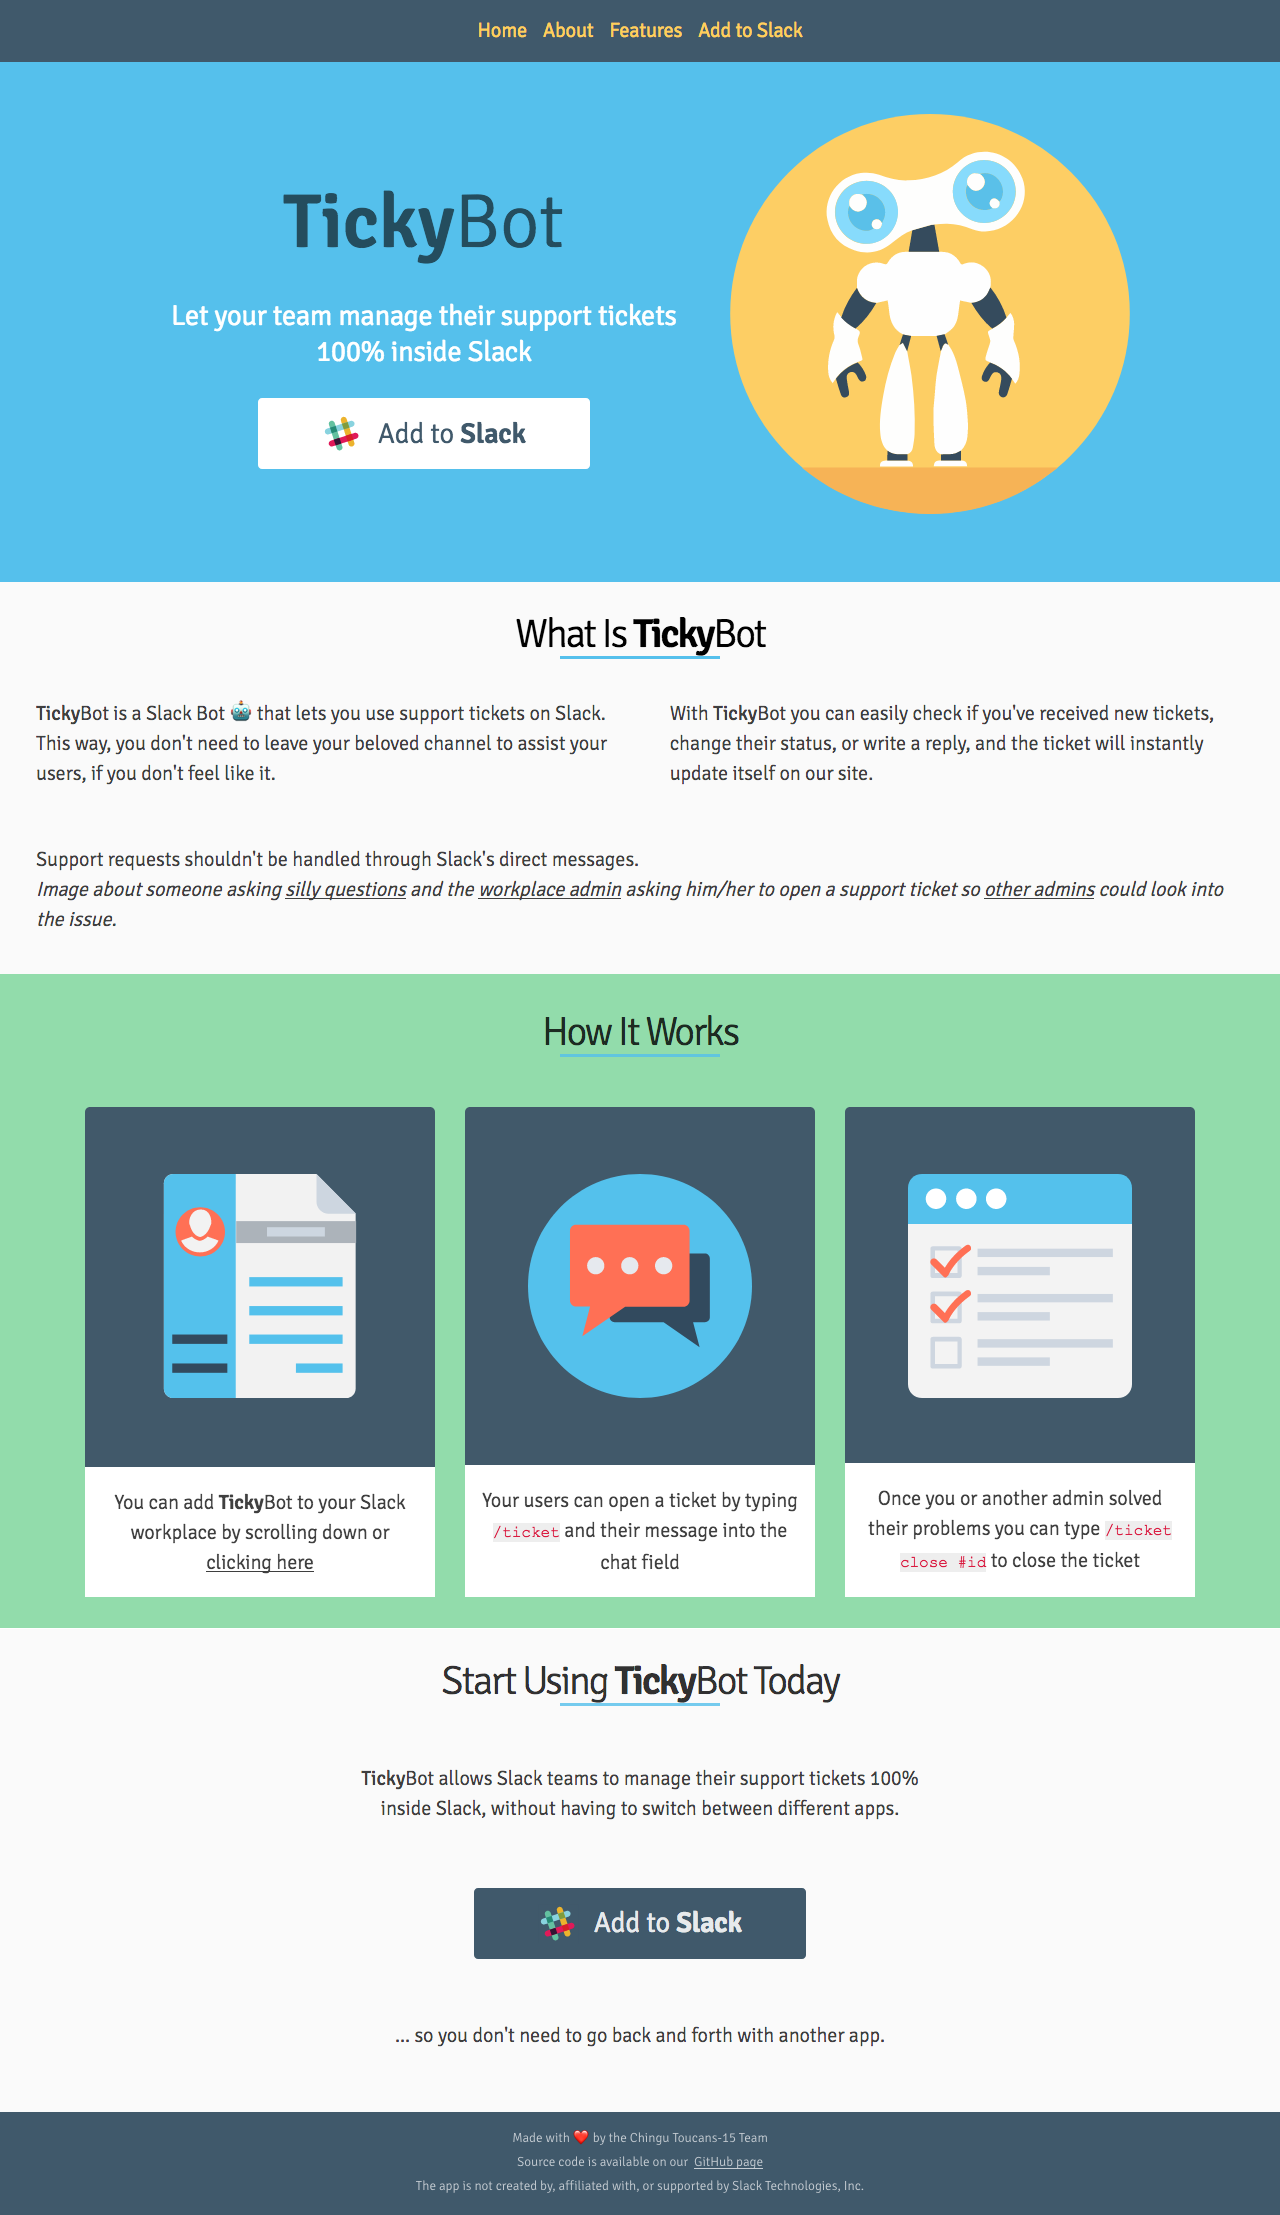 Home About Features Add to Slack
TickyBot
Let your team manage their support tickets
100% inside Slack
Add to Slack
What Is TickyBot
TickyBot is a Slack Bot 🤖 that lets you use support tickets on Slack.
This way, you don't need to leave your beloved channel to assist your
users, if you don't feel like it.
With TickyBot you can easily check if you've received new tickets,
change their status, or write a reply, and the ticket will instantly
update itself on our site.
Support requests shouldn't be handled through Slack's direct messages.
Image about someone asking silly questions and the workplace admin asking him/her to open a support ticket so other admins could look into
the issue.
How It Works
You can add TickyBot to your Slack
workplace by scrolling down or
clicking here
Your users can open a ticket by typing
/ticket and their message into the
chat field
Once you or another admin solved
their problems you can type /ticket
close #id to close the ticket
Start Using TickyBot Today
TickyBot allows Slack teams to manage their support tickets 100%
inside Slack, without having to switch between different apps.
Add to Slack
... so you don't need to go back and forth with another app.
Made with ❤️ by the Chingu Toucans-15 Team
Source code is available on our GitHub page
The app is not created by, affiliated with, or supported by Slack Technologies, Inc.